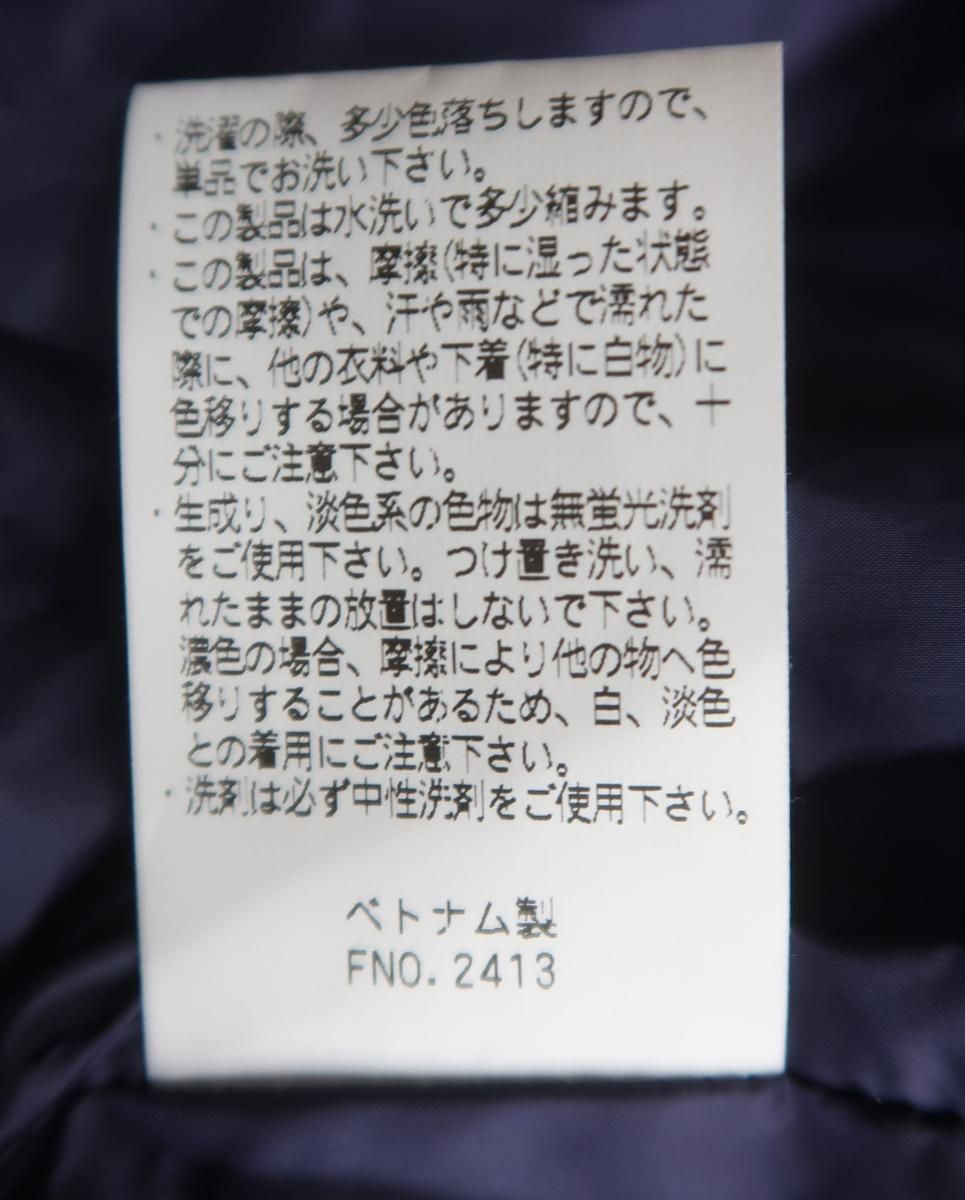 ・洗濯の際、多少色落ちしますので、
単品でお洗い下さい。
・この製品は水洗いで多少縮みます。
・この製品は、摩擦(特に湿った状態
での摩擦)や、汗や雨などで濡れた
際に、他の衣料や下着(特に白物)に
色移りする場合がありますので、十
分にご注意下さい。
・生成り、淡色系の色物は無蛍光洗剤
をご使用下さい。つけ置き洗い、濡
れたままの放置はしないで下さい。
濃色の場合、摩擦により他の物へ色
移りすることがあるため、白、淡色
との着用にご注意下さい。
・洗剤は必ず中性洗剤をご使用下さい。
ベトナム製
FNO.2413